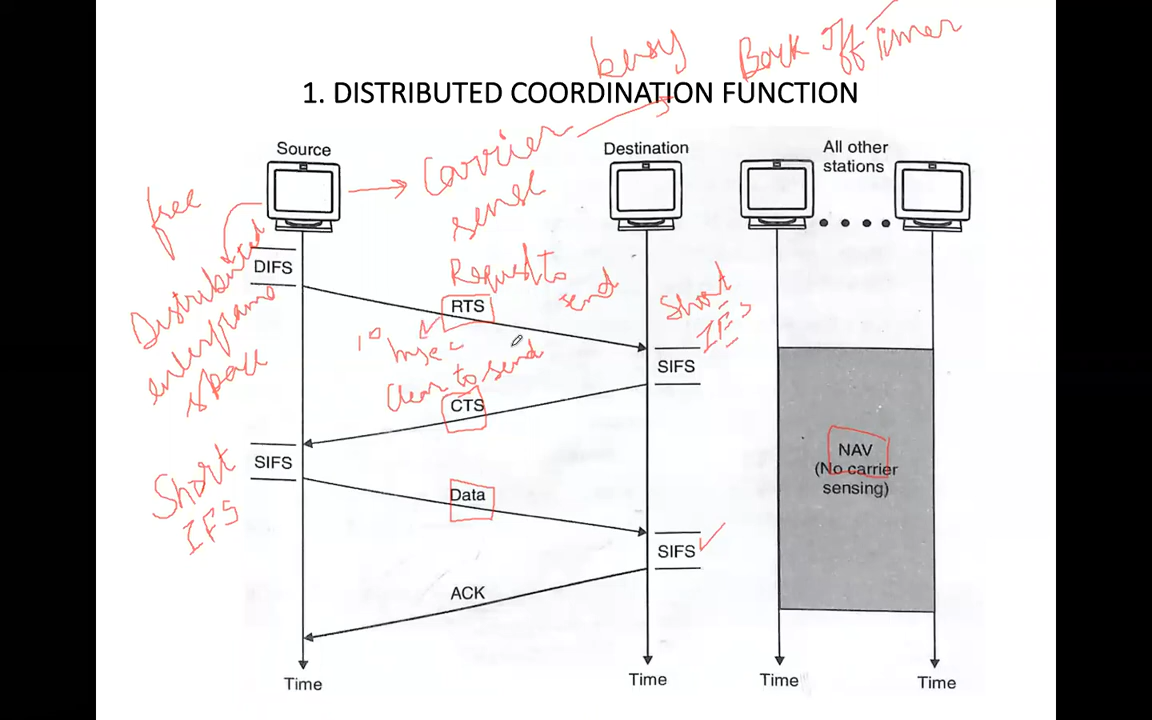 busy
Back Off Timer
1. DISTRIBUTED COORDINATION FUNCTION
Source
Destination
All other
stations
Carrier
sense
free
Distributed
interframe
space
DIFS
Request to
send
RTS
10
Short
IFS
SIFS
Clear to send
CTS
SIFS
Short
IFS
Data
NAV
(No carrier
sensing)
SIFS
ACK
Time
Time
Time
Time